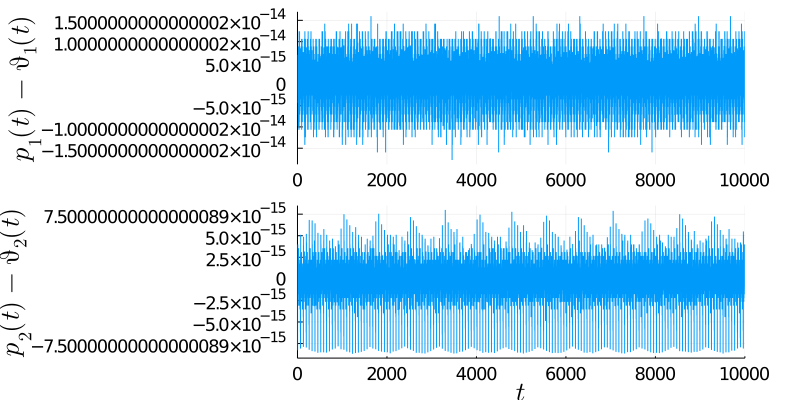 1.5000000000000002×10⁻¹⁴
1.0000000000000002×10⁻¹⁴
5.0×10⁻¹⁵
0
−5.0×10⁻¹⁵
−1.0000000000000002×10⁻¹⁴
−1.5000000000000002×10⁻¹⁴
p₁(t) − ϑ₁(t)
0 2000 4000 6000 8000 10000
7.500000000000000089×10⁻¹⁵
5.0×10⁻¹⁵
2.5×10⁻¹⁵
0
−2.5×10⁻¹⁵
−5.0×10⁻¹⁵
−7.500000000000000089×10⁻¹⁵
p₂(t) − ϑ₂(t)
0 2000 4000 6000 8000 10000
t